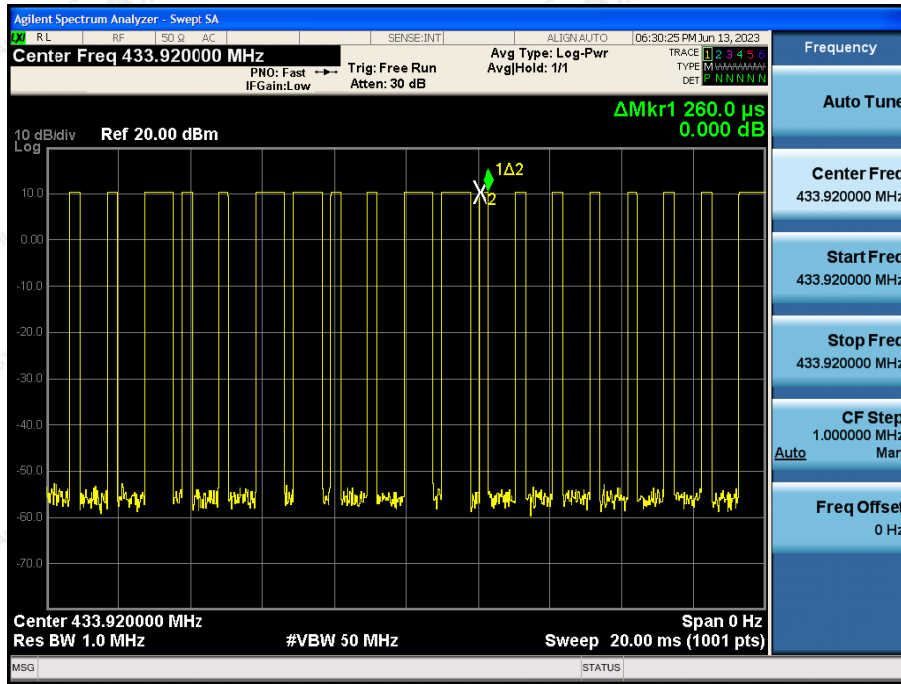 Agilent Spectrum Analyzer - Swept SA
LXI RL RF 50 Ω AC SENSE:INT ALIGN AUTO 06:30:25 PM Jun 13, 2023
Center Freq 433.920000 MHz
PNO: Fast
IFGain:Low
Trig: Free Run
Atten: 30 dB
Avg Type: Log-Pwr
Avg|Hold: 1/1
TRACE 1 2 3 4 5 6
TYPE M WWWWW
DET P N N N N N
ΔMkr1 260.0 µs
0.000 dB
10 dB/div Ref 20.00 dBm
Log
10.0
0.00
-10.0
-20.0
-30.0
-40.0
-50.0
-60.0
-70.0
1Δ2
X2
Center 433.920000 MHz Span 0 Hz
Res BW 1.0 MHz #VBW 50 MHz Sweep 20.00 ms (1001 pts)
MSG STATUS
Frequency
Auto Tune
Center Freq
433.920000 MHz
Start Freq
433.920000 MHz
Stop Freq
433.920000 MHz
CF Step
1.000000 MHz
Auto Man
Freq Offset
0 Hz